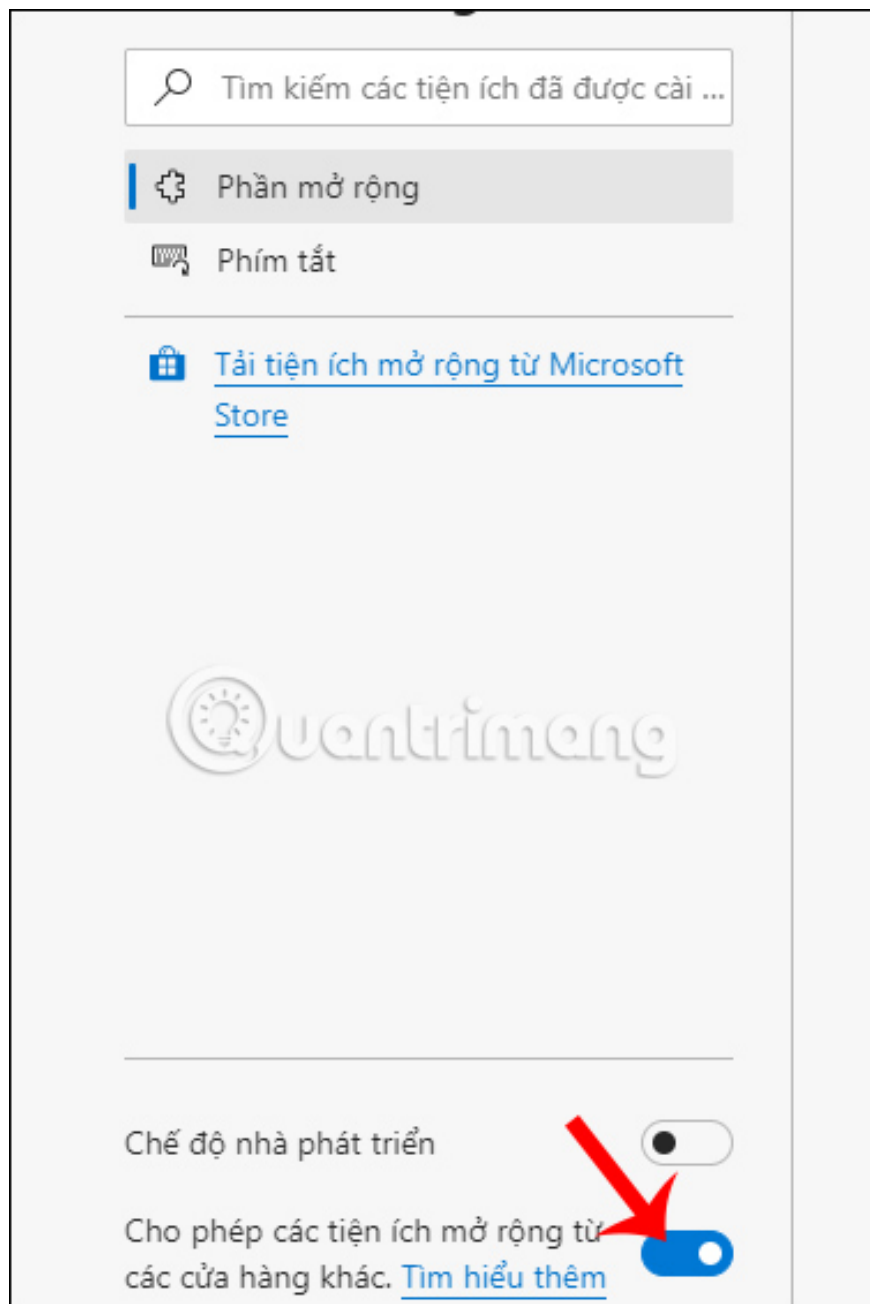 Tìm kiếm các tiện ích đã được cài ...
Phần mở rộng
Phím tắt
Tải tiện ích mở rộng từ Microsoft
Store
Quantrimang
Chế độ nhà phát triển
Cho phép các tiện ích mở rộng từ
các cửa hàng khác. Tìm hiểu thêm